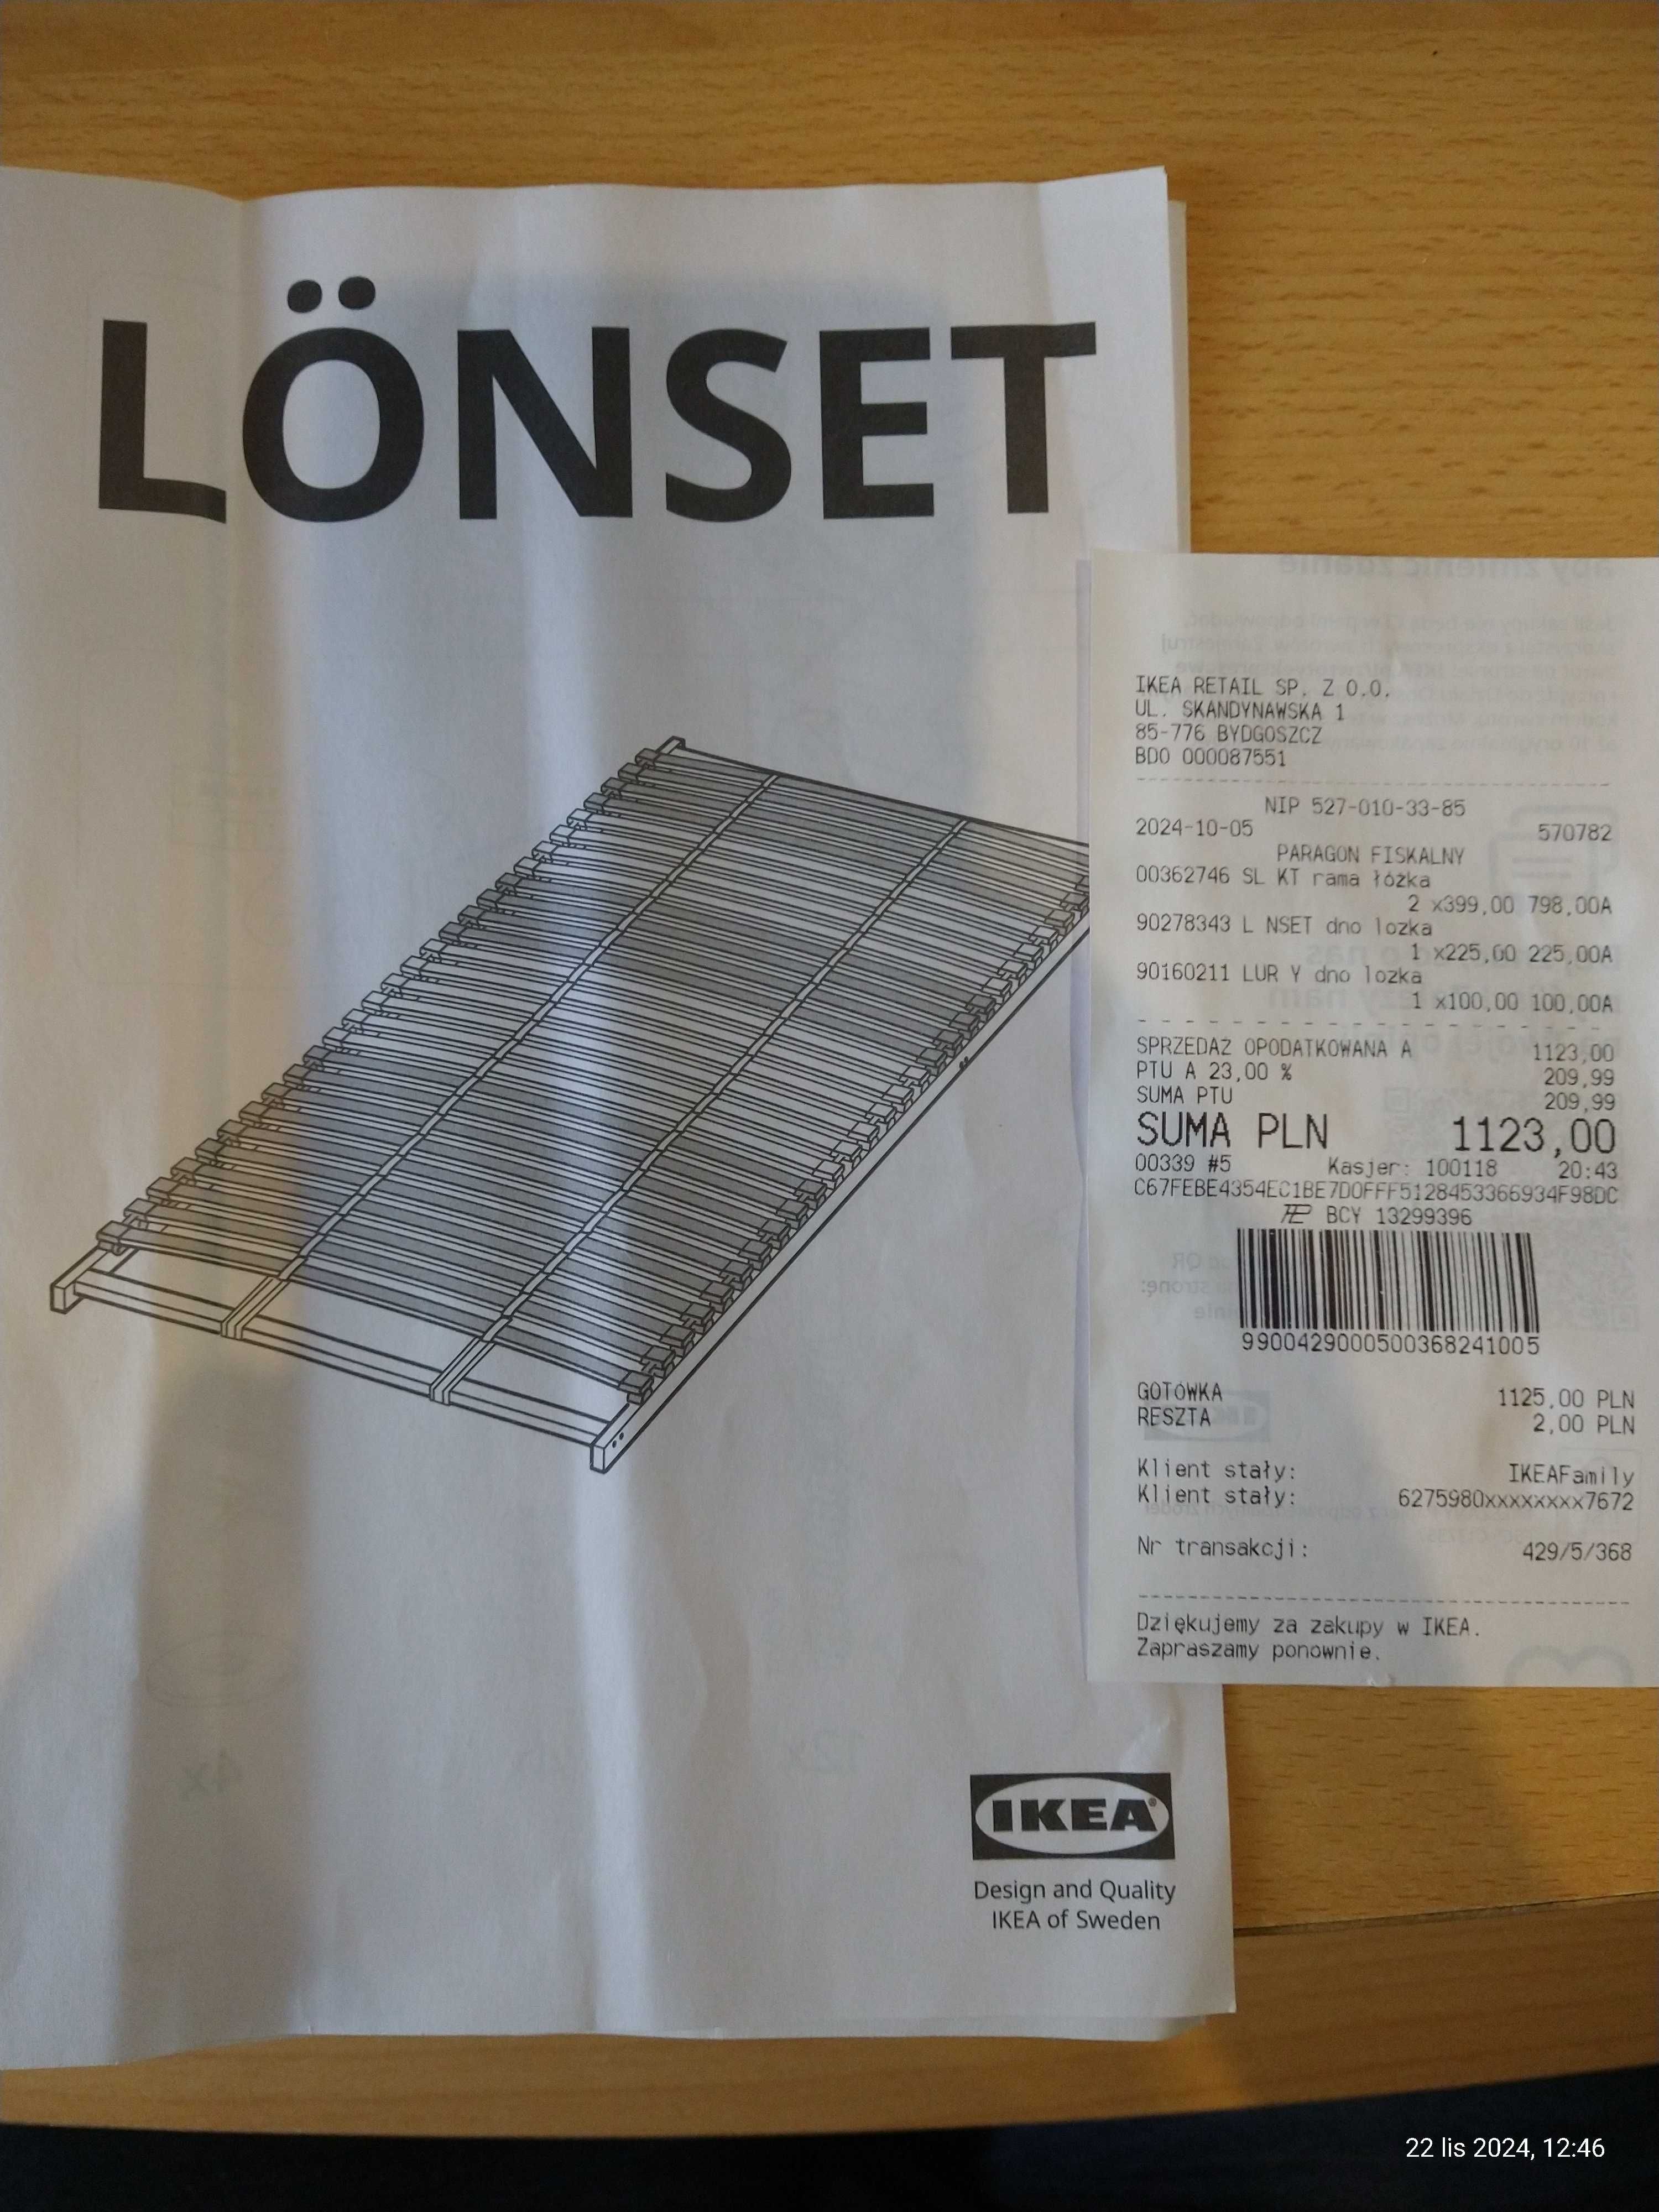 LÖNSET
IKEA RETAIL SP. Z O.O.
UL. SKANDYNAWSKA 1
85-776 BYDGOSZCZ
BDO 000087551
NIP 527-010-33-85
2024-10-05 570782
PARAGON FISKALNY
00362746 SL KT rama łóżka
2 x399,00 798,00A
90278343 L NSET dno lozka
1 x225,00 225,00A
90160211 LUR Y dno lozka
1 x100,00 100,00A
SPRZEDAŻ OPODATKOWANA A 1123,00
PTU A 23,00 % 209,99
SUMA PTU 209,99
SUMA PLN 1123,00
00339 #5 Kasjer: 100118 20:43
C67FEBE4354EC1BE7D0FFF5128453366934F98DC
BCY 13299396
9900429000500368241005
GOTÓWKA 1125,00 PLN
RESZTA 2,00 PLN
Klient stały: IKEAFamily
Klient stały: 6275980xxxxxxxx7672
Nr transakcji: 429/5/368
Dziękujemy za zakupy w IKEA.
Zapraszamy ponownie.
IKEA
Design and Quality
IKEA of Sweden
22 lis 2024, 12:46